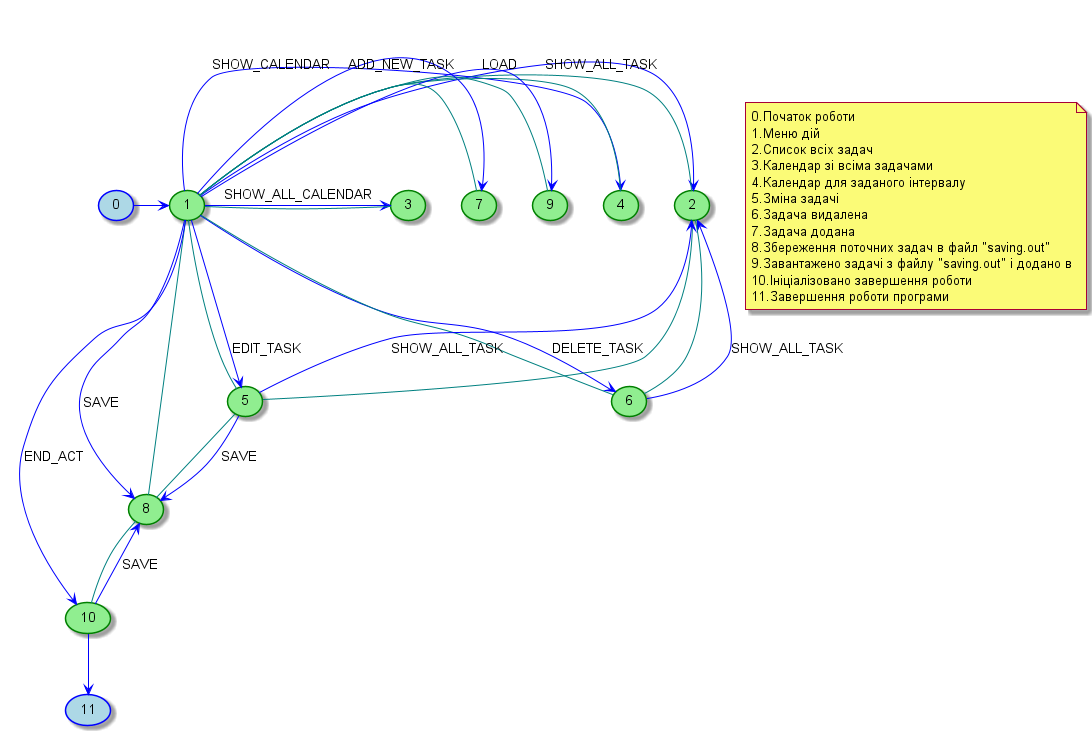 SHOW_CALENDAR ADD_NEW_TASK LOAD SHOW_ALL_TASK
0.Початок роботи
1.Меню дій
2.Список всіх задач
3.Календар зі всіма задачами
4.Календар для заданого інтервалу
5.Зміна задачі
6.Задача видалена
7.Задача додана
8.Збереження поточних задач в файл "saving.out"
9.Завантажено задачі з файлу "saving.out" і додано в
10.Ініціалізовано завершення роботи
11.Завершення роботи програми
SHOW_ALL_CALENDAR
0 1 3 7 9 4 2
EDIT_TASK SHOW_ALL_TASK DELETE_TASK SHOW_ALL_TASK
5 6
SAVE
END_ACT SAVE
8
SAVE
10
11